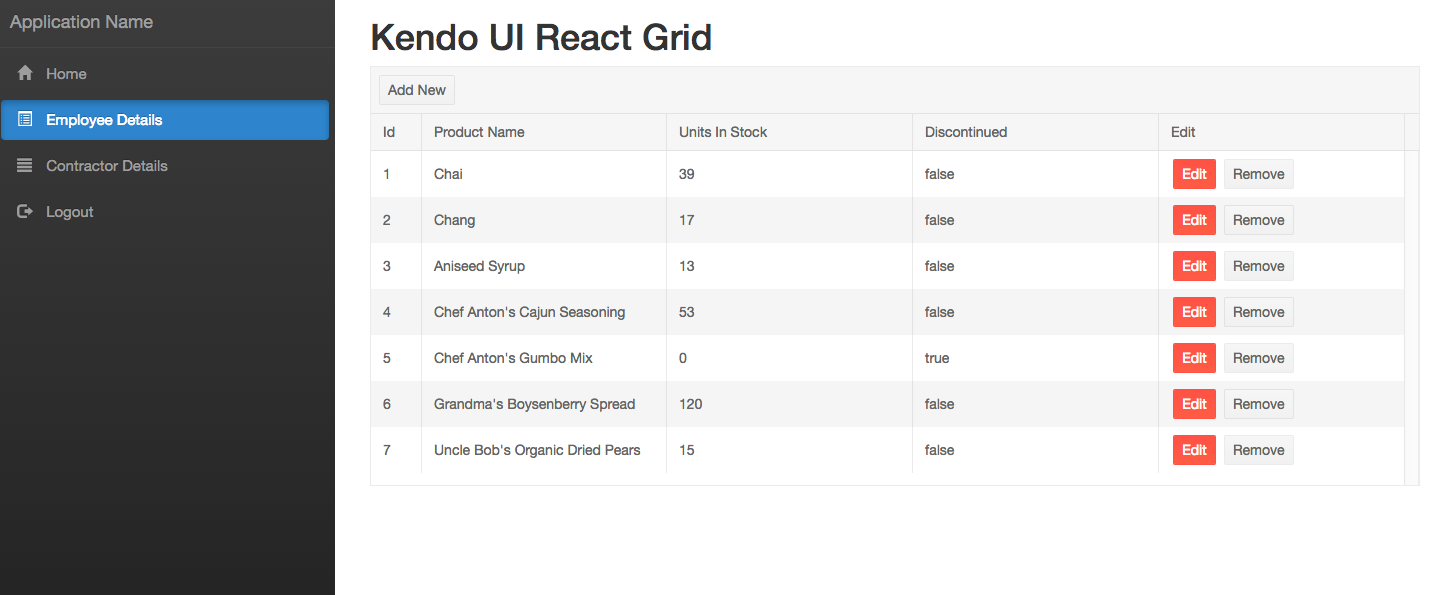 Application Name
Home
Employee Details
Contractor Details
Logout
Kendo UI React Grid
Add New
Id Product Name Units In Stock Discontinued Edit
1 Chai 39 false Edit Remove
2 Chang 17 false Edit Remove
3 Aniseed Syrup 13 false Edit Remove
4 Chef Anton's Cajun Seasoning 53 false Edit Remove
5 Chef Anton's Gumbo Mix 0 true Edit Remove
6 Grandma's Boysenberry Spread 120 false Edit Remove
7 Uncle Bob's Organic Dried Pears 15 false Edit Remove